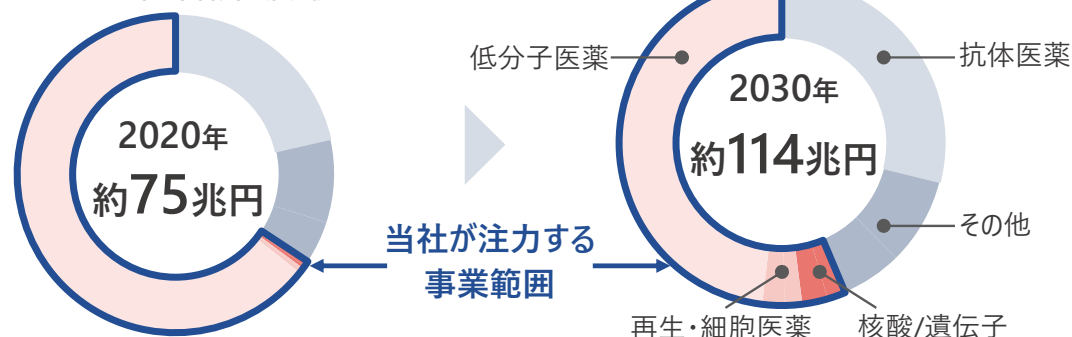 2020年
約75兆円
当社が注力する
事業範囲
低分子医薬
抗体医薬
2030年
約114兆円
その他
再生・細胞医薬
核酸/遺伝子